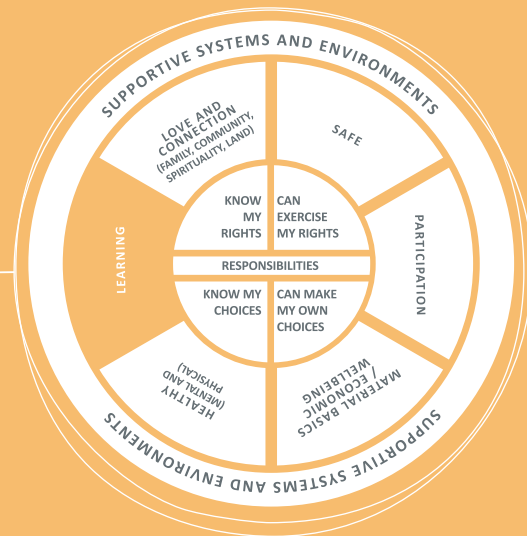 SUPPORTIVE SYSTEMS AND ENVIRONMENTS
LOVE AND
CONNECTION
(FAMILY, COMMUNITY,
SPIRITUALITY, LAND)
SAFE
KNOW
MY
RIGHTS
CAN
EXERCISE
MY RIGHTS
LEARNING
PARTICIPATION
RESPONSIBILITIES
KNOW MY
CHOICES
CAN MAKE
MY OWN
CHOICES
HEALTHY
(MENTAL AND
PHYSICAL)
MATERIAL BASICS
/ ECONOMIC
WELLBEING
SUPPORTIVE SYSTEMS AND ENVIRONMENTS